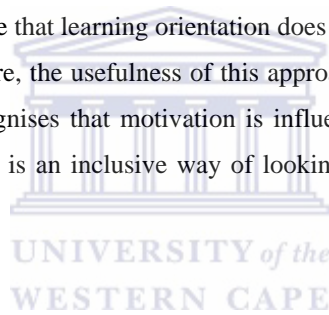 e that learning orientation does
re, the usefulness of this appro
gnises that motivation is influe
is an inclusive way of lookin
UNIVERSITY of the
WESTERN CAPE